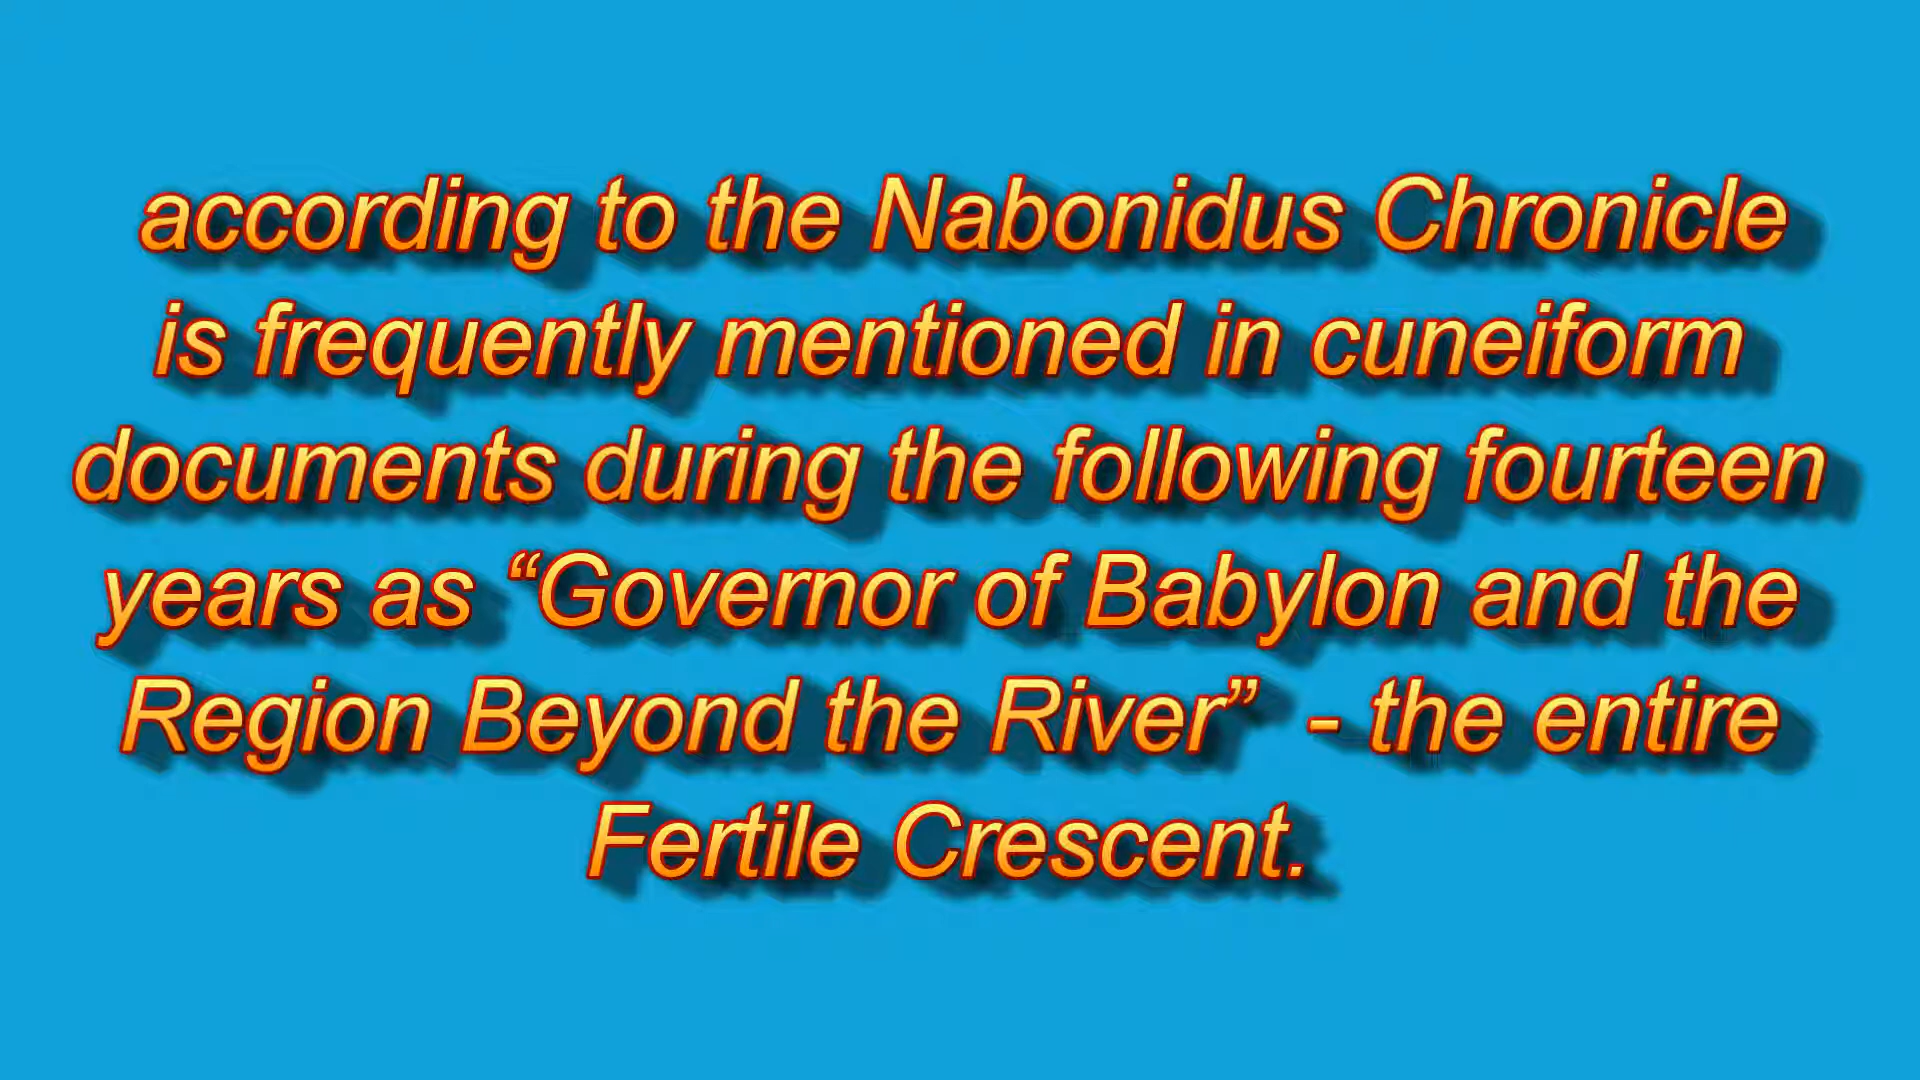 according to the Nabonidus Chronicle
is frequently mentioned in cuneiform
documents during the following fourteen
years as “Governor of Babylon and the
Region Beyond the River” - the entire
Fertile Crescent.